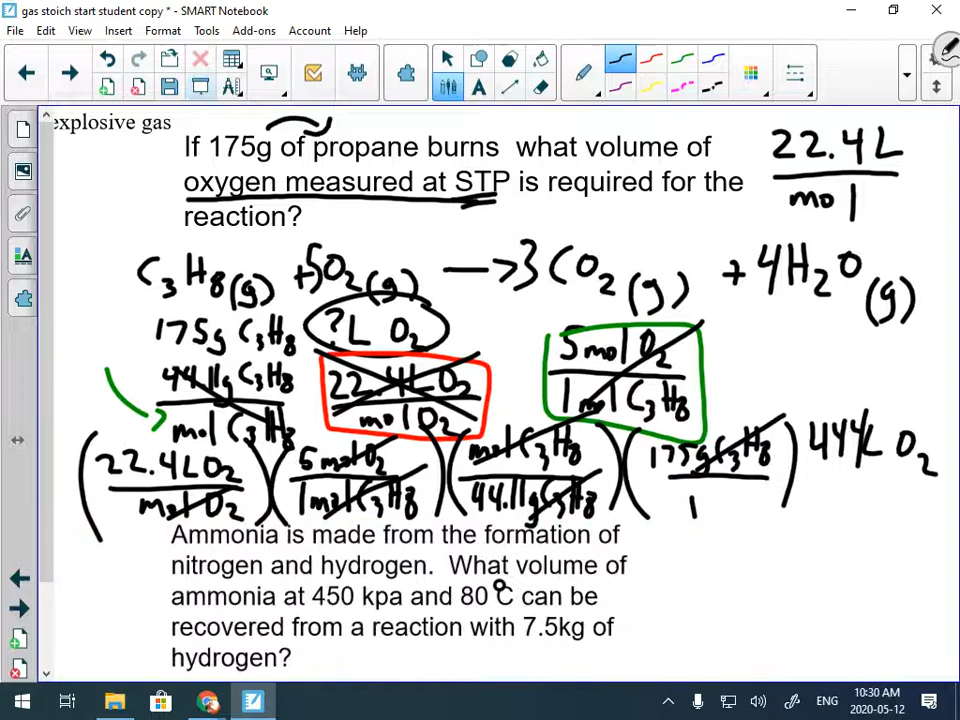 gas stoich start student copy * - SMART Notebook
File Edit View Insert Format Tools Add-ons Account Help
explosive gas
If 175g of propane burns what volume of
oxygen measured at STP is required for the
reaction?
22.4L
mol
C3H8(g) + 5O2(g) —> 3CO2(g) + 4H2O(g)
175g C3H8 ?L O2
44.11g C3H8
mol C3H8
22.4L O2
mol O2
5mol O2
1mol C3H8
(22.4L O2 / mol O2) (5mol O2 / 1mol C3H8) (mol C3H8 / 44.11g C3H8) (175g C3H8 / 1) 444L O2
Ammonia is made from the formation of
nitrogen and hydrogen. What volume of
ammonia at 450 kpa and 80 °C can be
recovered from a reaction with 7.5kg of
hydrogen?
ENG
10:30 AM
2020-05-12